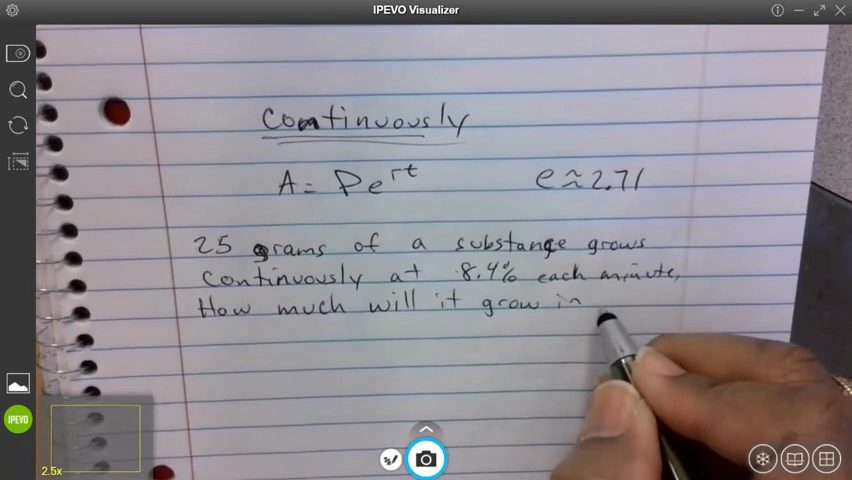 IPEVO Visualizer
Continuously
A = Pe^rt e ≈ 2.71
25 grams of a substance grows
continuously at 8.4% each minute,
How much will it grow in
IPEVO
2.5x